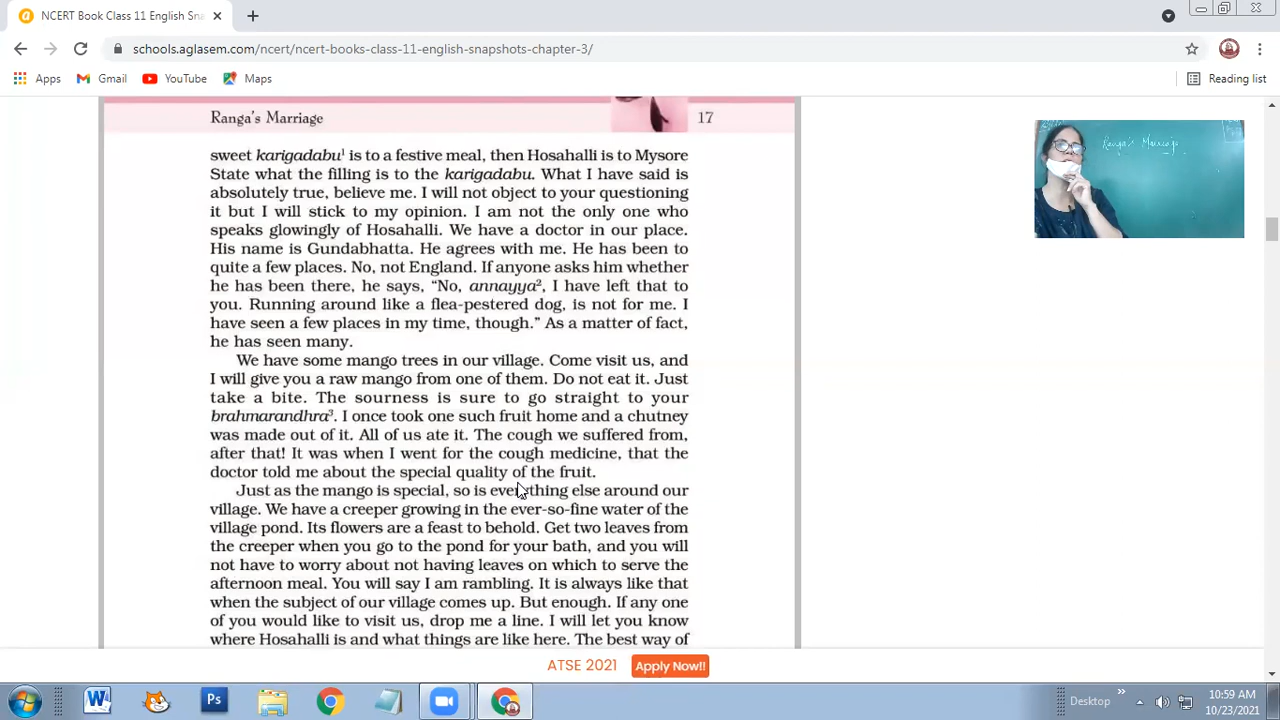 NCERT Book Class 11 English Sna
schools.aglasem.com/ncert/ncert-books-class-11-english-snapshots-chapter-3/
Apps Gmail YouTube Maps Reading list
Ranga's Marriage 17
Ranga's Marriage
sweet karigadabu¹ is to a festive meal, then Hosahalli is to Mysore
State what the filling is to the karigadabu. What I have said is
absolutely true, believe me. I will not object to your questioning
it but I will stick to my opinion. I am not the only one who
speaks glowingly of Hosahalli. We have a doctor in our place.
His name is Gundabhatta. He agrees with me. He has been to
quite a few places. No, not England. If anyone asks him whether
he has been there, he says, “No, annayya², I have left that to
you. Running around like a flea-pestered dog, is not for me. I
have seen a few places in my time, though.” As a matter of fact,
he has seen many.
We have some mango trees in our village. Come visit us, and
I will give you a raw mango from one of them. Do not eat it. Just
take a bite. The sourness is sure to go straight to your
brahmarandhra³. I once took one such fruit home and a chutney
was made out of it. All of us ate it. The cough we suffered from,
after that! It was when I went for the cough medicine, that the
doctor told me about the special quality of the fruit.
Just as the mango is special, so is everything else around our
village. We have a creeper growing in the ever-so-fine water of the
village pond. Its flowers are a feast to behold. Get two leaves from
the creeper when you go to the pond for your bath, and you will
not have to worry about not having leaves on which to serve the
afternoon meal. You will say I am rambling. It is always like that
when the subject of our village comes up. But enough. If any one
of you would like to visit us, drop me a line. I will let you know
where Hosahalli is and what things are like here. The best way of
ATSE 2021 Apply Now!!
W Ps Desktop 10:59 AM
10/23/2021